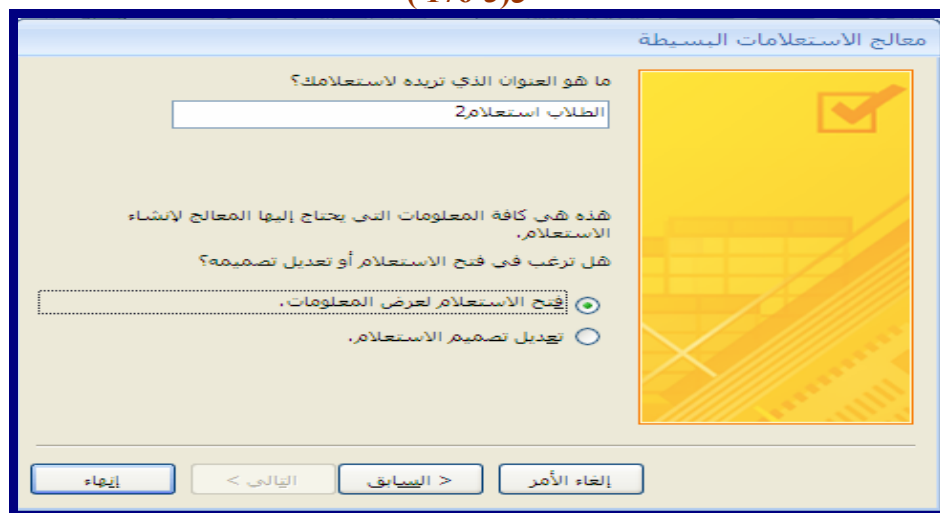 معالج الاستعلامات البسيطة
ما هو العنوان الذي تريده لاستعلامك؟
الطلاب استعلام2
هذه هي كافة المعلومات التي يحتاج إليها المعالج لإنشاء
الاستعلام.
هل ترغب في فتح الاستعلام أو تعديل تصميمه؟
فتح الاستعلام لعرض المعلومات.
تعديل تصميم الاستعلام.
إلغاء الأمر
< السابق
التالي >
إنهاء